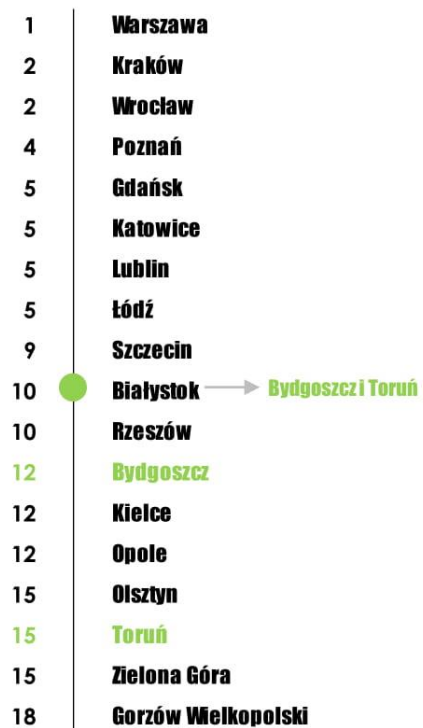 1 Warszawa
2 Kraków
2 Wrocław
4 Poznań
5 Gdańsk
5 Katowice
5 Lublin
5 Łódź
9 Szczecin
10 Białystok Bydgoszcz i Toruń
10 Rzeszów
12 Bydgoszcz
12 Kielce
12 Opole
15 Olsztyn
15 Toruń
15 Zielona Góra
18 Gorzów Wielkopolski